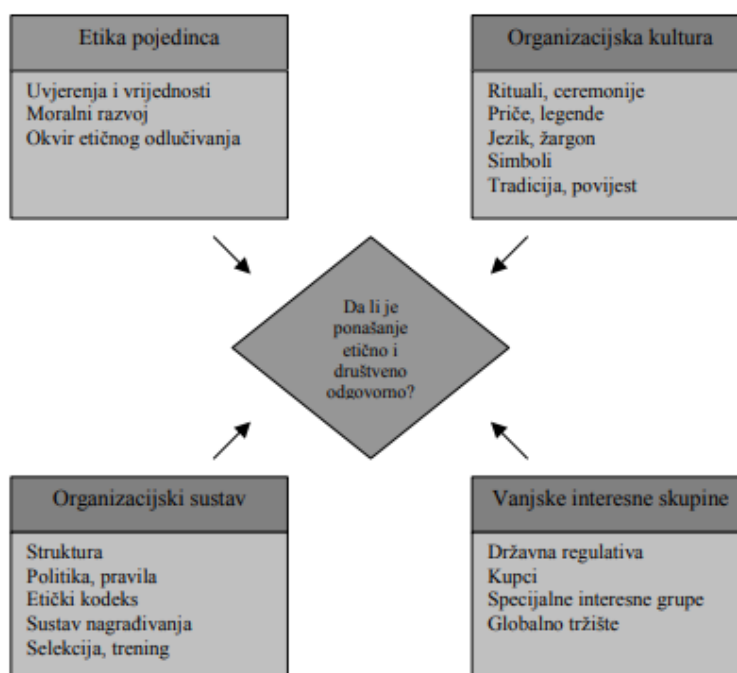 Etika pojedinca
Uvjerenja i vrijednosti
Moralni razvoj
Okvir etičnog odlučivanja
Organizacijska kultura
Rituali, ceremonije
Priče, legende
Jezik, žargon
Simboli
Tradicija, povijest
Da li je
ponašanje
etično i
društveno
odgovorno?
Organizacijski sustav
Struktura
Politika, pravila
Etički kodeks
Sustav nagrađivanja
Selekcija, trening
Vanjske interesne skupine
Državna regulativa
Kupci
Specijalne interesne grupe
Globalno tržište